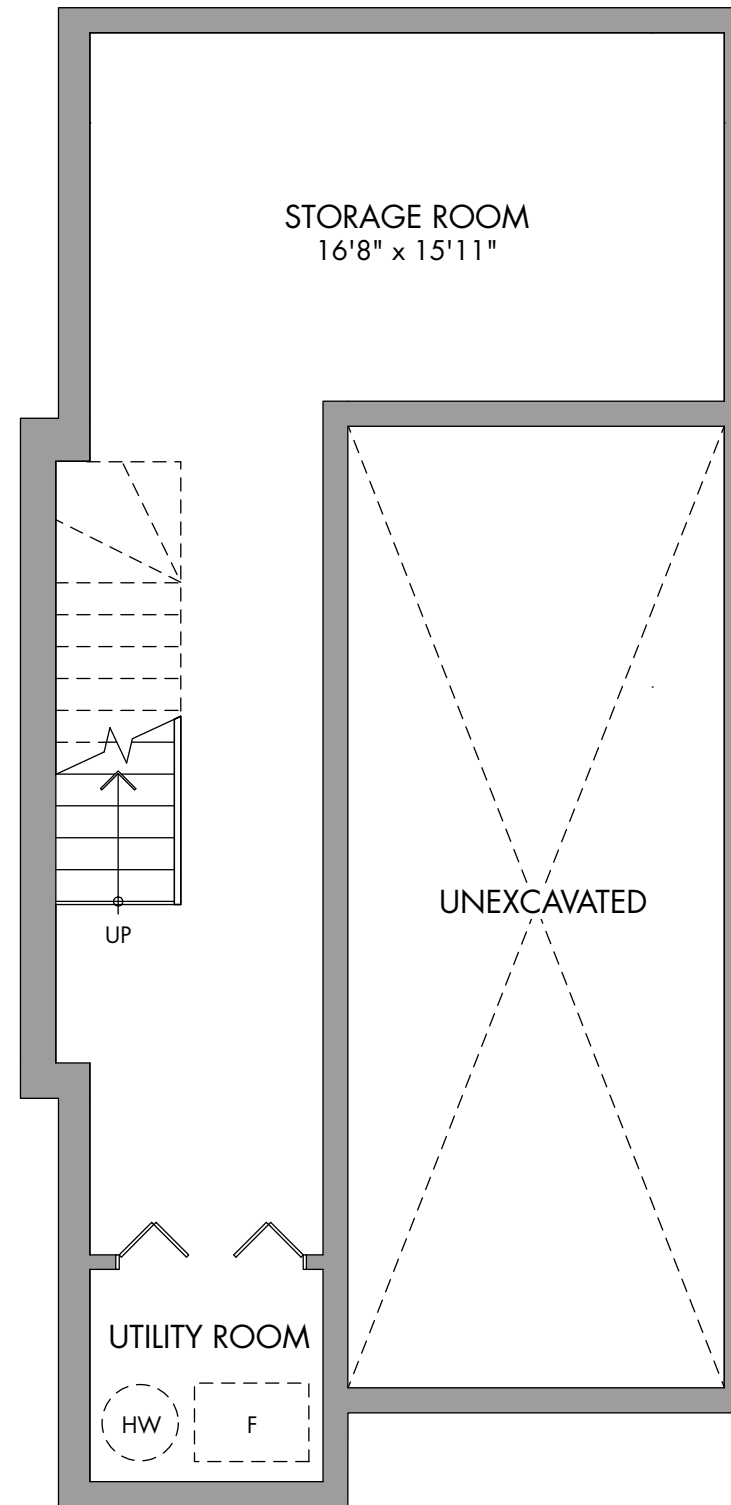 STORAGE ROOM
16'8" x 15'11"
UNEXCAVATED
UP
UTILITY ROOM
HW
F